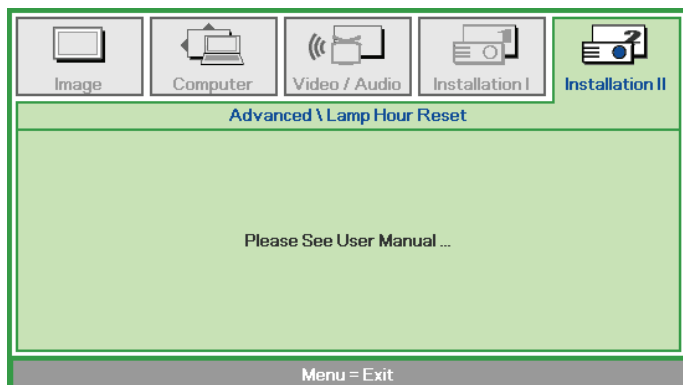 Image
Computer
Video / Audio
Installation I
Installation II
Advanced \ Lamp Hour Reset
Please See User Manual ...
Menu = Exit